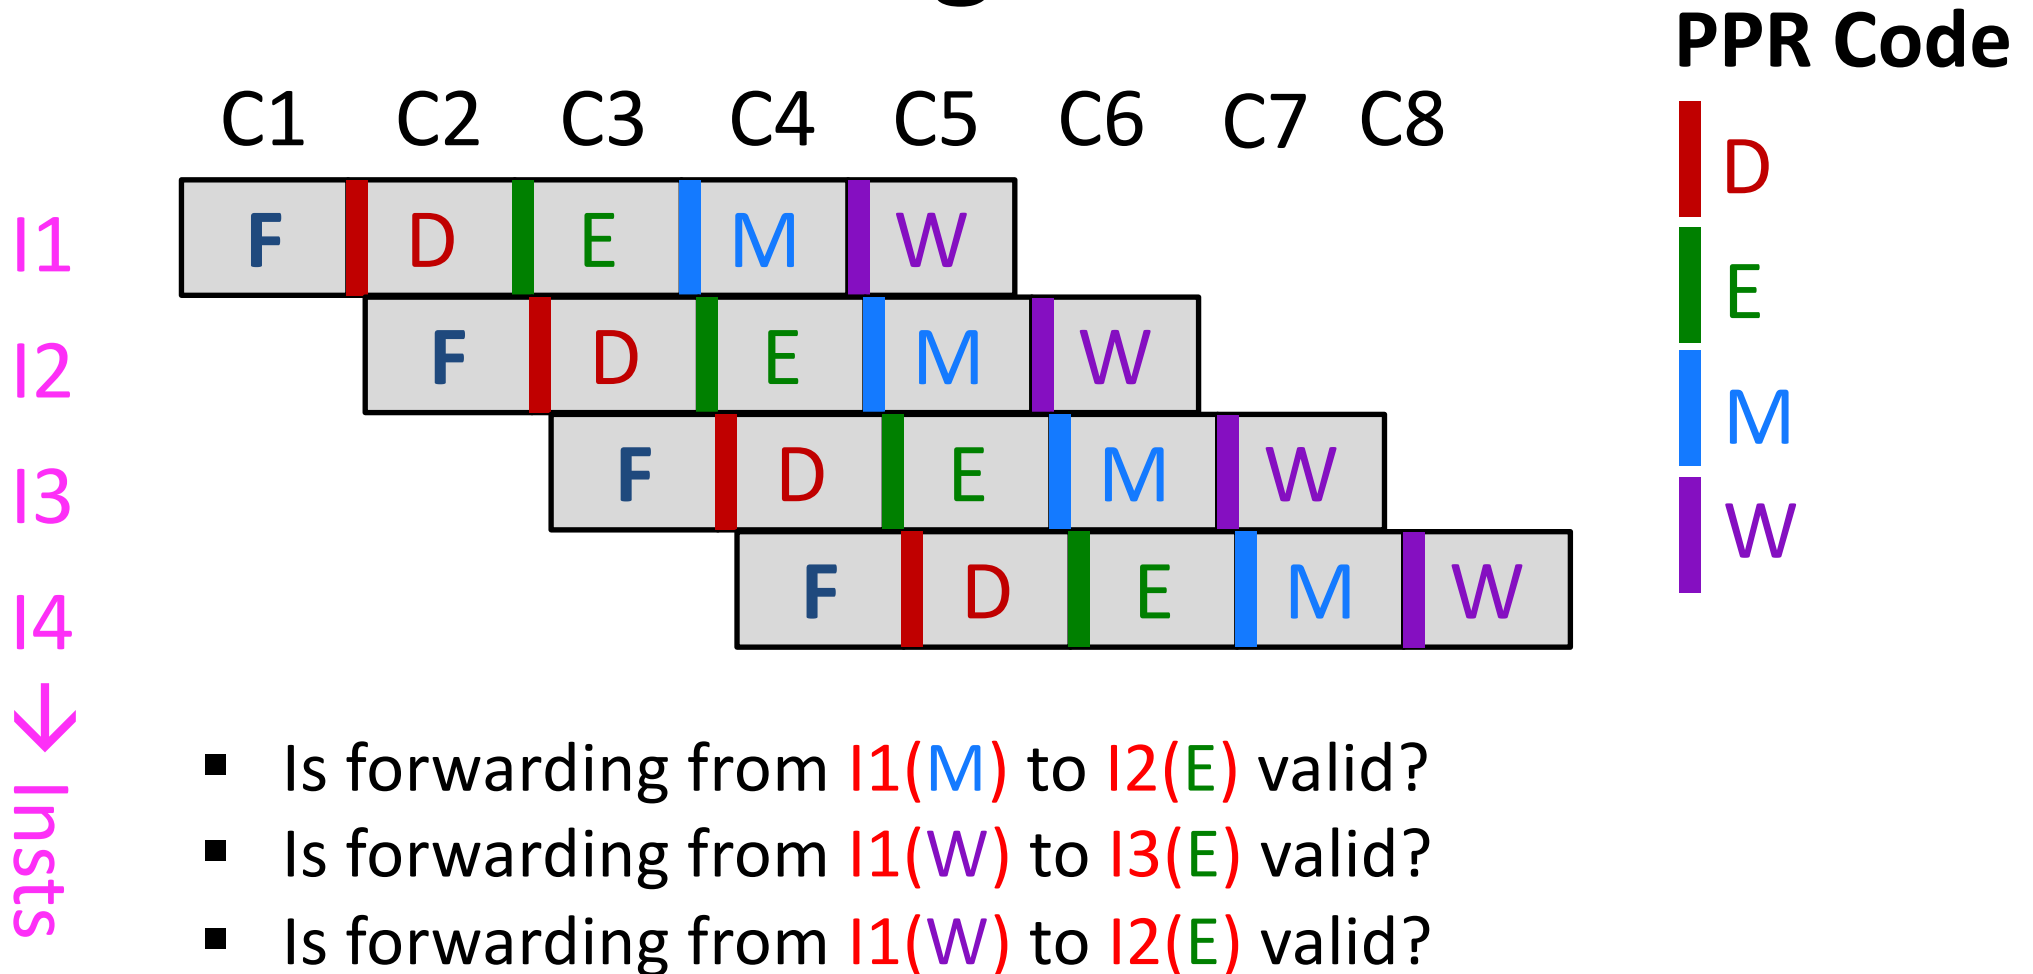 PPR Code
C1 C2 C3 C4 C5 C6 C7 C8
D
E
M
W
I1 F D E M W
I2 F D E M W
I3 F D E M W
I4 F D E M W
→ Insts
▪ Is forwarding from I1(M) to I2(E) valid?
▪ Is forwarding from I1(W) to I3(E) valid?
▪ Is forwarding from I1(W) to I2(E) valid?